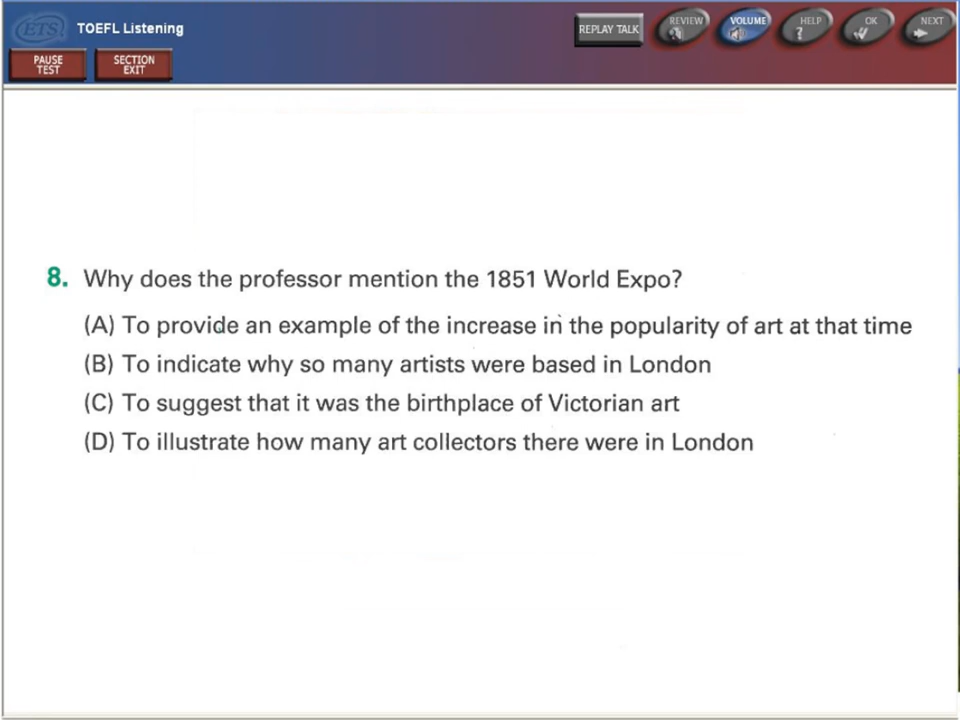 ETS TOEFL Listening
REPLAY TALK
REVIEW
VOLUME
HELP
?
OK
NEXT
PAUSE TEST
SECTION EXIT
8. Why does the professor mention the 1851 World Expo?
(A) To provide an example of the increase in the popularity of art at that time
(B) To indicate why so many artists were based in London
(C) To suggest that it was the birthplace of Victorian art
(D) To illustrate how many art collectors there were in London